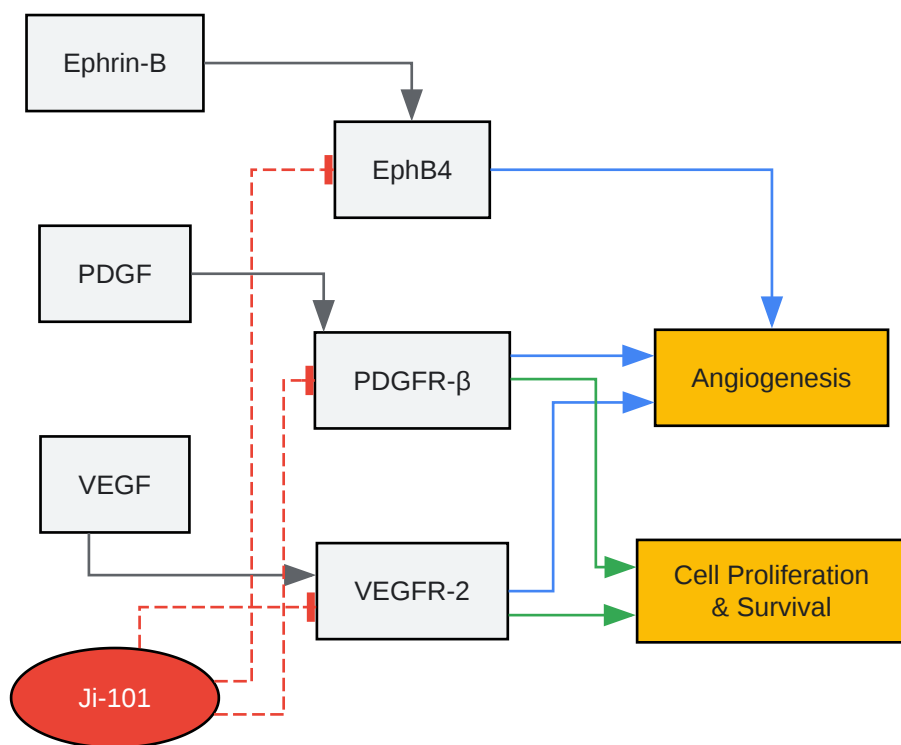 Ephrin-B
EphB4
PDGF
PDGFR-β
Angiogenesis
VEGF
VEGFR-2
Cell Proliferation
& Survival
Ji-101